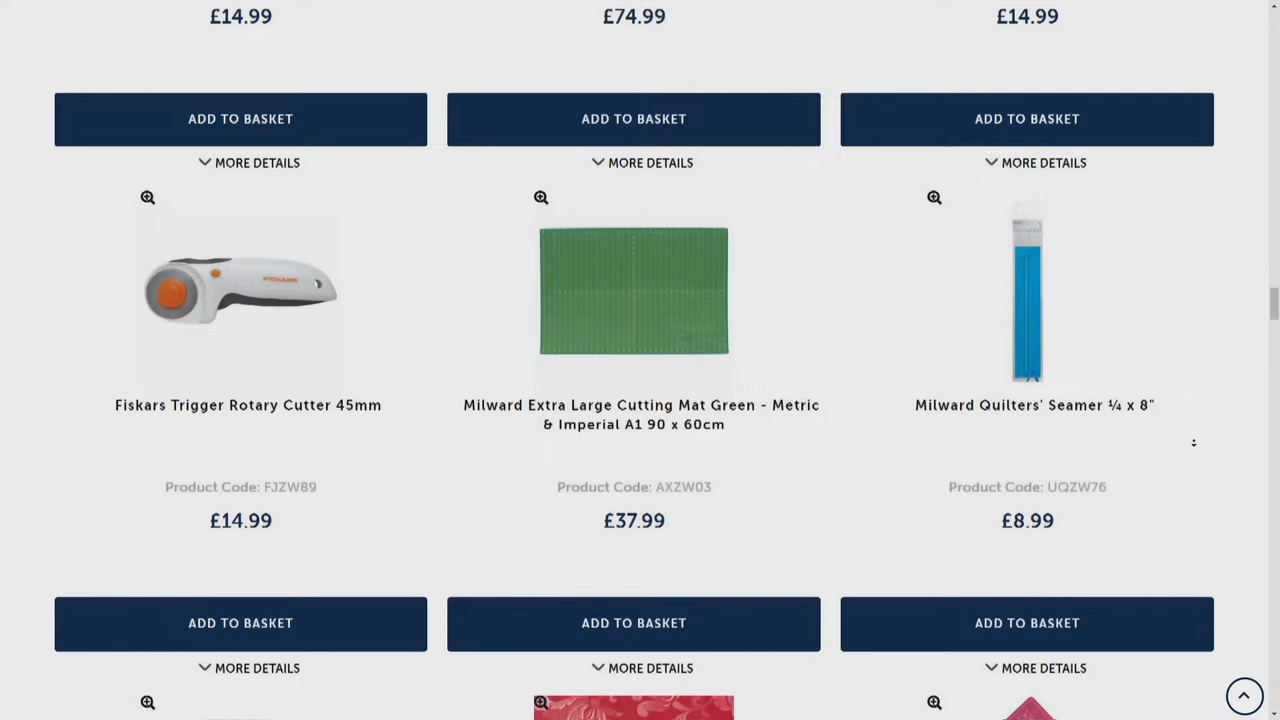 £14.99
£74.99
£14.99
ADD TO BASKET
ADD TO BASKET
ADD TO BASKET
MORE DETAILS
MORE DETAILS
MORE DETAILS
FISKARS
Fiskars Trigger Rotary Cutter 45mm
Milward Extra Large Cutting Mat Green - Metric
& Imperial A1 90 x 60cm
Milward Quilters' Seamer ¼ x 8"
Product Code: FJZW89
Product Code: AXZW03
Product Code: UQZW76
£14.99
£37.99
£8.99
ADD TO BASKET
ADD TO BASKET
ADD TO BASKET
MORE DETAILS
MORE DETAILS
MORE DETAILS